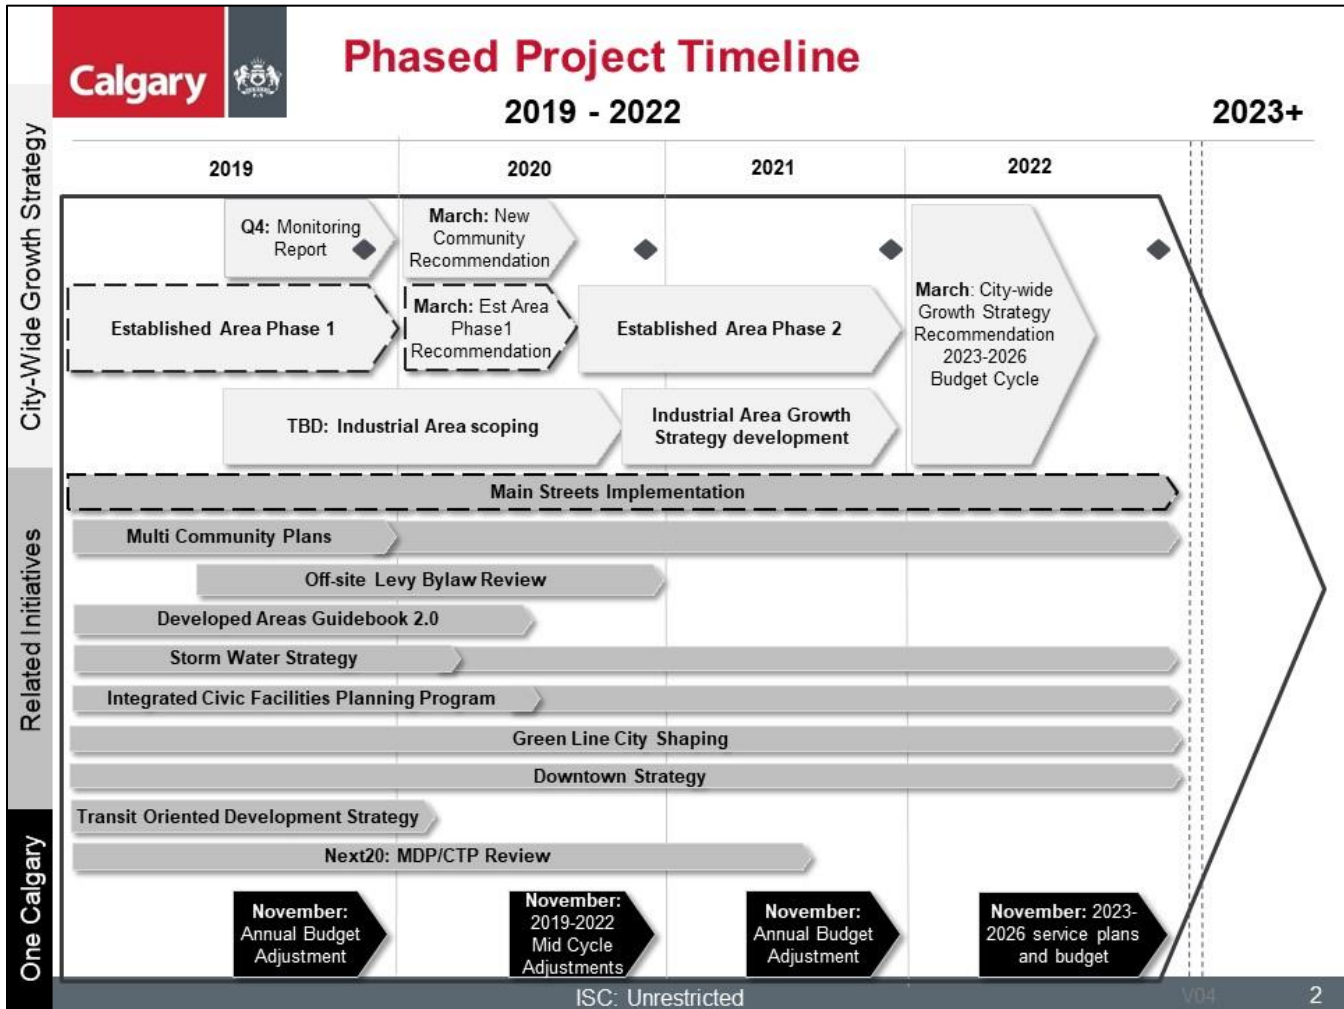 Calgary
Phased Project Timeline
2019 - 2022
2023+
2019
2020
2021
2022
City-Wide Growth Strategy
Q4: Monitoring
Report
March: New
Community
Recommendation
Established Area Phase 1
March: Est Area
Phase1
Recommendation
Established Area Phase 2
March: City-wide
Growth Strategy
Recommendation
2023-2026
Budget Cycle
TBD: Industrial Area scoping
Industrial Area Growth
Strategy development
Related Initiatives
Main Streets Implementation
Multi Community Plans
Off-site Levy Bylaw Review
Developed Areas Guidebook 2.0
Storm Water Strategy
Integrated Civic Facilities Planning Program
Green Line City Shaping
Downtown Strategy
Transit Oriented Development Strategy
Next20: MDP/CTP Review
One Calgary
November:
Annual Budget
Adjustment
November:
2019-2022
Mid Cycle
Adjustments
November:
Annual Budget
Adjustment
November: 2023-
2026 service plans
and budget
ISC: Unrestricted
V04
2